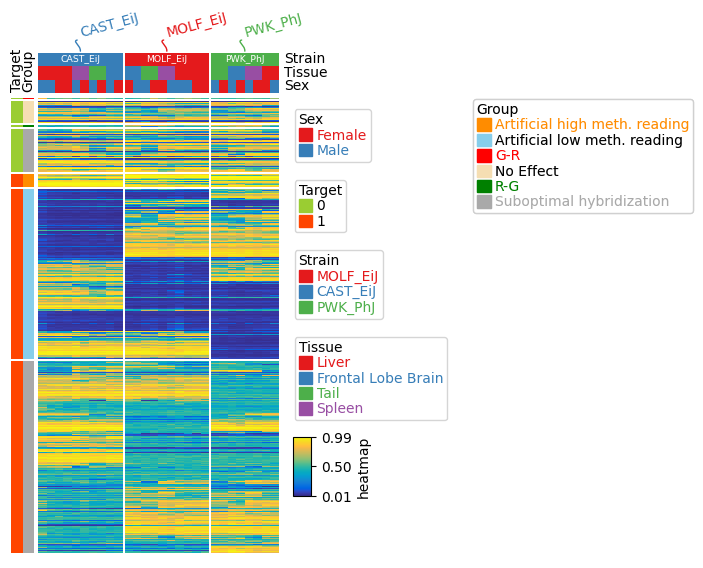 CAST_EiJ
MOLF_EiJ
PWK_PhJ
Target
Group
CAST_EiJ
MOLF_EiJ
PWK_PhJ
Strain
Tissue
Sex
Sex
Female
Male
Target
0
1
Strain
MOLF_EiJ
CAST_EiJ
PWK_PhJ
Tissue
Liver
Frontal Lobe Brain
Tail
Spleen
0.99
0.50
0.01
heatmap
Group
Artificial high meth. reading
Artificial low meth. reading
G-R
No Effect
R-G
Suboptimal hybridization